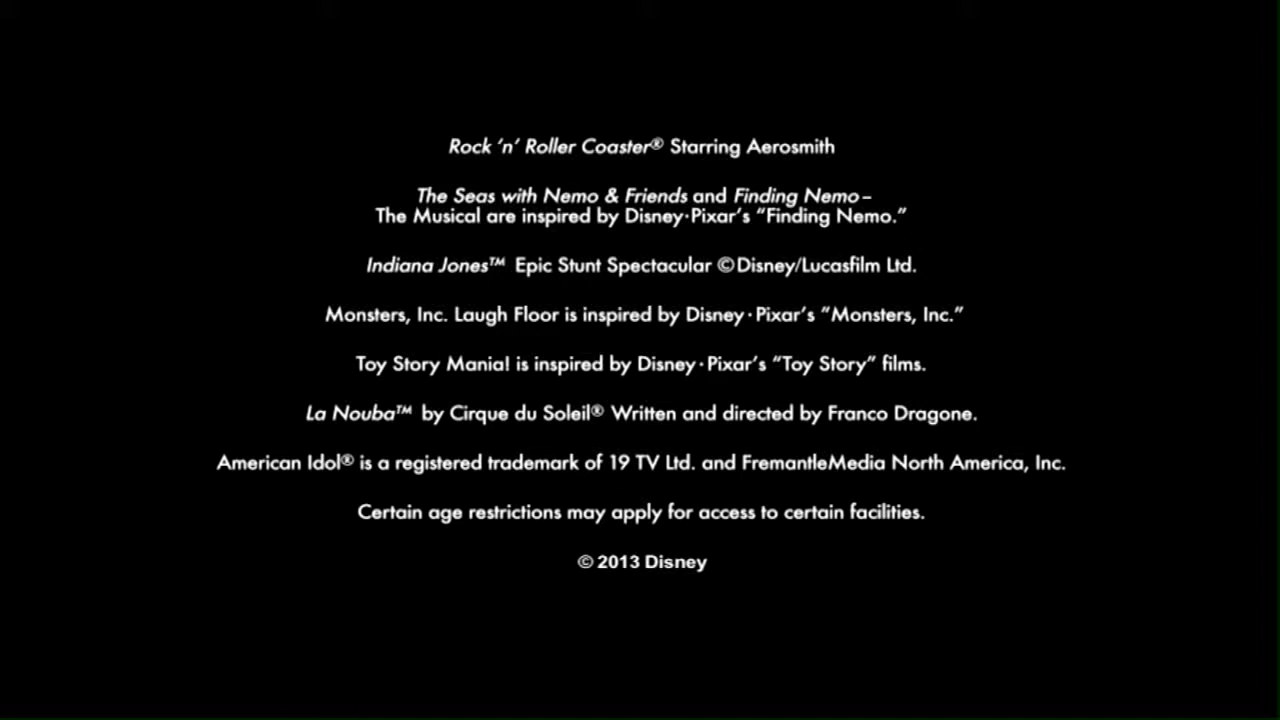 Rock ‘n’ Roller Coaster® Starring Aerosmith
The Seas with Nemo & Friends and Finding Nemo–
The Musical are inspired by Disney·Pixar’s “Finding Nemo.”
Indiana Jones™ Epic Stunt Spectacular ©Disney/Lucasfilm Ltd.
Monsters, Inc. Laugh Floor is inspired by Disney·Pixar’s “Monsters, Inc.”
Toy Story Mania! is inspired by Disney·Pixar’s “Toy Story” films.
La Nouba™ by Cirque du Soleil® Written and directed by Franco Dragone.
American Idol® is a registered trademark of 19 TV Ltd. and FremantleMedia North America, Inc.
Certain age restrictions may apply for access to certain facilities.
© 2013 Disney